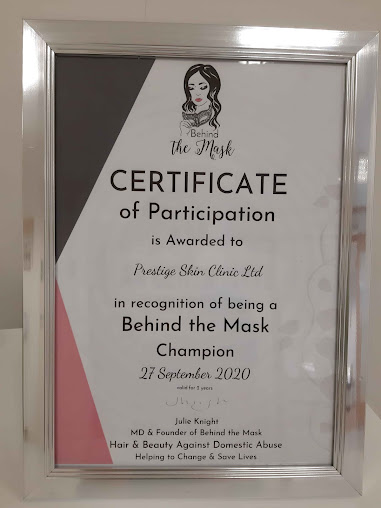 Behind
the Mask
CERTIFICATE
of Participation
is Awarded to
Prestige Skin Clinic Ltd
in recognition of being a
Behind the Mask
Champion
27 September 2020
valid for 3 years
Julie Knight
MD & Founder of Behind the Mask
Hair & Beauty Against Domestic Abuse
Helping to Change & Save Lives